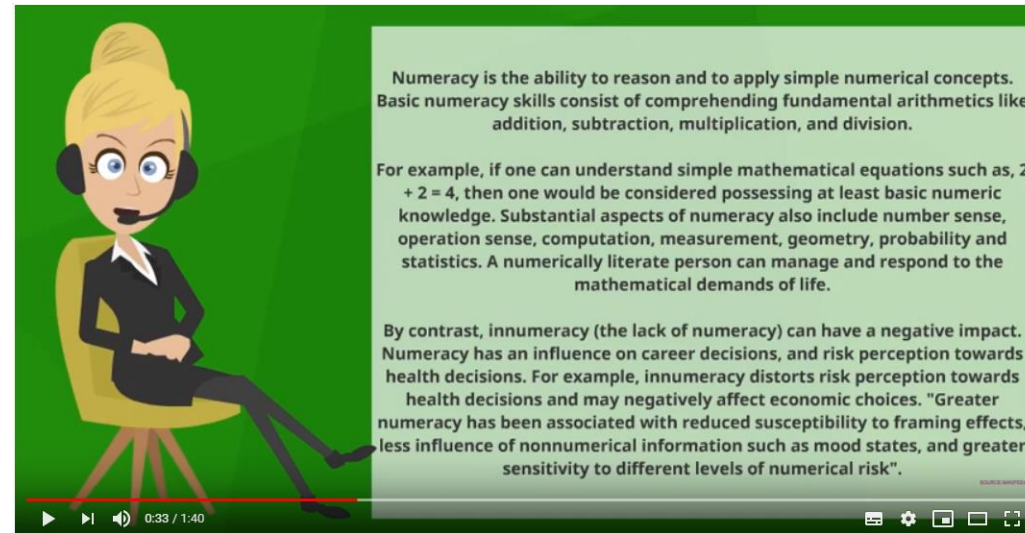 Numeracy is the ability to reason and to apply simple numerical concepts.
Basic numeracy skills consist of comprehending fundamental arithmetics like
addition, subtraction, multiplication, and division.
For example, if one can understand simple mathematical equations such as, 2
+ 2 = 4, then one would be considered possessing at least basic numeric
knowledge. Substantial aspects of numeracy also include number sense,
operation sense, computation, measurement, geometry, probability and
statistics. A numerically literate person can manage and respond to the
mathematical demands of life.
By contrast, innumeracy (the lack of numeracy) can have a negative impact.
Numeracy has an influence on career decisions, and risk perception towards
health decisions. For example, innumeracy distorts risk perception towards
health decisions and may negatively affect economic choices. "Greater
numeracy has been associated with reduced susceptibility to framing effects,
less influence of nonnumerical information such as mood states, and greater
sensitivity to different levels of numerical risk".
0:33 / 1:40